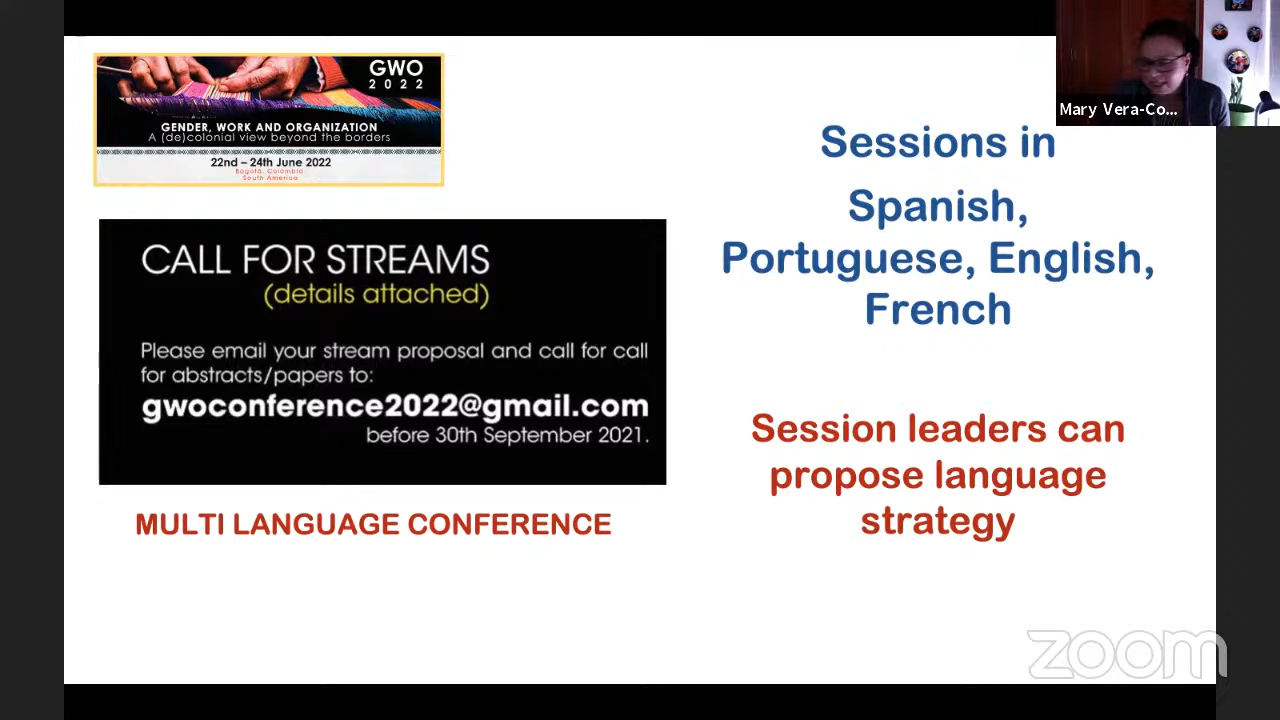 GWO
2022
GENDER, WORK AND ORGANIZATION
A (de)colonial view beyond the borders
22nd – 24th June 2022
Bogotá, Colombia
South America
Mary Vera-Co...
CALL FOR STREAMS
(details attached)
Please email your stream proposal and call for call
for abstracts/papers to:
gwoconference2022@gmail.com
before 30th September 2021.
MULTI LANGUAGE CONFERENCE
Sessions in
Spanish,
Portuguese, English,
French
Session leaders can
propose language
strategy
zoom